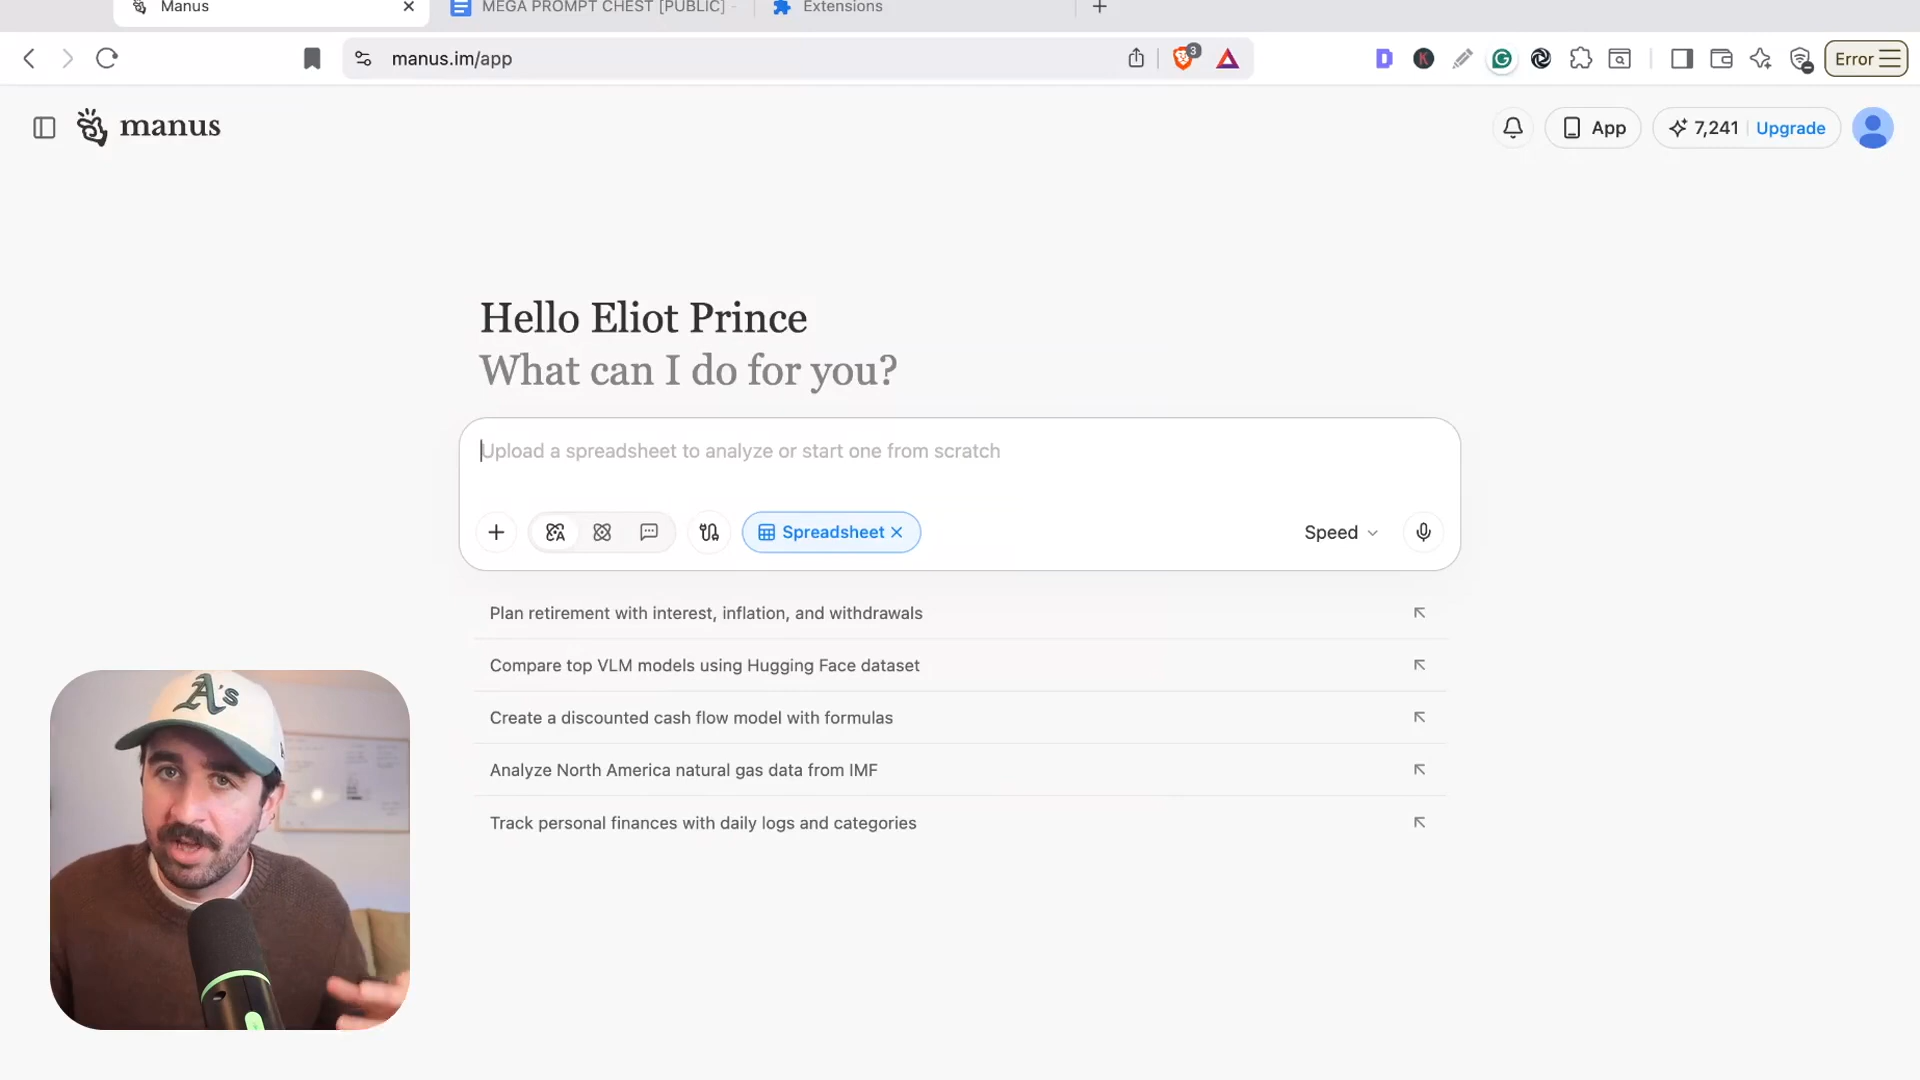 Manus
MEGA PROMPT CHEST [PUBLIC] -
Extensions
manus.im/app
3
D
K
G
Error
manus
App
7,241
Upgrade
Hello Eliot Prince
What can I do for you?
Upload a spreadsheet to analyze or start one from scratch
Spreadsheet
Speed
Plan retirement with interest, inflation, and withdrawals
Compare top VLM models using Hugging Face dataset
Create a discounted cash flow model with formulas
Analyze North America natural gas data from IMF
Track personal finances with daily logs and categories
A's